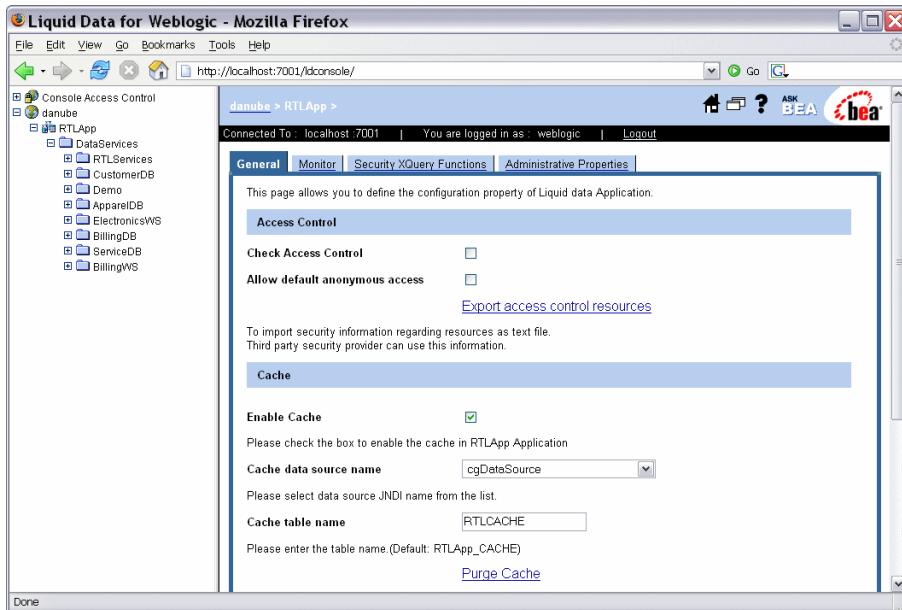 Liquid Data for Weblogic - Mozilla Firefox
File Edit View Go Bookmarks Tools Help
http://localhost:7001/ldconsole/ Go
Console Access Control
danube
RTLApp
DataServices
RTLServices
CustomerDB
Demo
ApparelDB
ElectronicsWS
BillingDB
ServiceDB
BillingWS
danube > RTLApp >
ASK BEA
bea
Connected To : localhost :7001 | You are logged in as : weblogic | Logout
General Monitor Security XQuery Functions Administrative Properties
This page allows you to define the configuration property of Liquid data Application.
Access Control
Check Access Control
Allow default anonymous access
Export access control resources
To import security information regarding resources as text file.
Third party security provider can use this information.
Cache
Enable Cache
Please check the box to enable the cache in RTLApp Application
Cache data source name cgDataSource
Please select data source JNDI name from the list.
Cache table name RTLCACHE
Please enter the table name.(Default: RTLApp_CACHE)
Purge Cache
Done